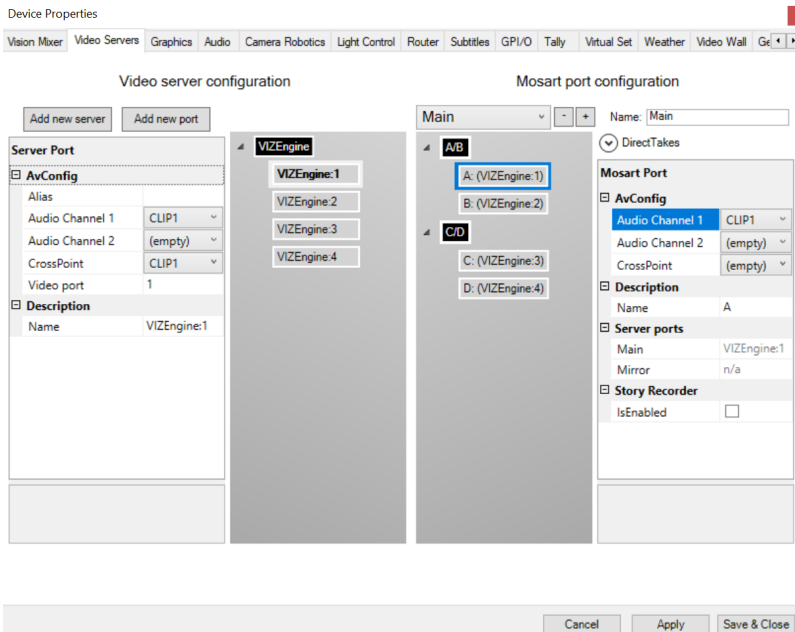 Device Properties
Vision Mixer Video Servers Graphics Audio Camera Robotics Light Control Router Subtitles GPI/O Tally Virtual Set Weather Video Wall Ge
Video server configuration
Mosart port configuration
Add new server Add new port
Main - + Name: Main
DirectTakes
Server Port
AvConfig
Alias
Audio Channel 1 CLIP1
Audio Channel 2 (empty)
CrossPoint CLIP1
Video port 1
Description
Name VIZEngine:1
VIZEngine
VIZEngine:1
VIZEngine:2
VIZEngine:3
VIZEngine:4
A/B
A: (VIZEngine:1)
B: (VIZEngine:2)
C/D
C: (VIZEngine:3)
D: (VIZEngine:4)
Mosart Port
AvConfig
Audio Channel 1 CLIP1
Audio Channel 2 (empty)
CrossPoint (empty)
Description
Name A
Server ports
Main VIZEngine:1
Mirror n/a
Story Recorder
IsEnabled
Cancel Apply Save & Close